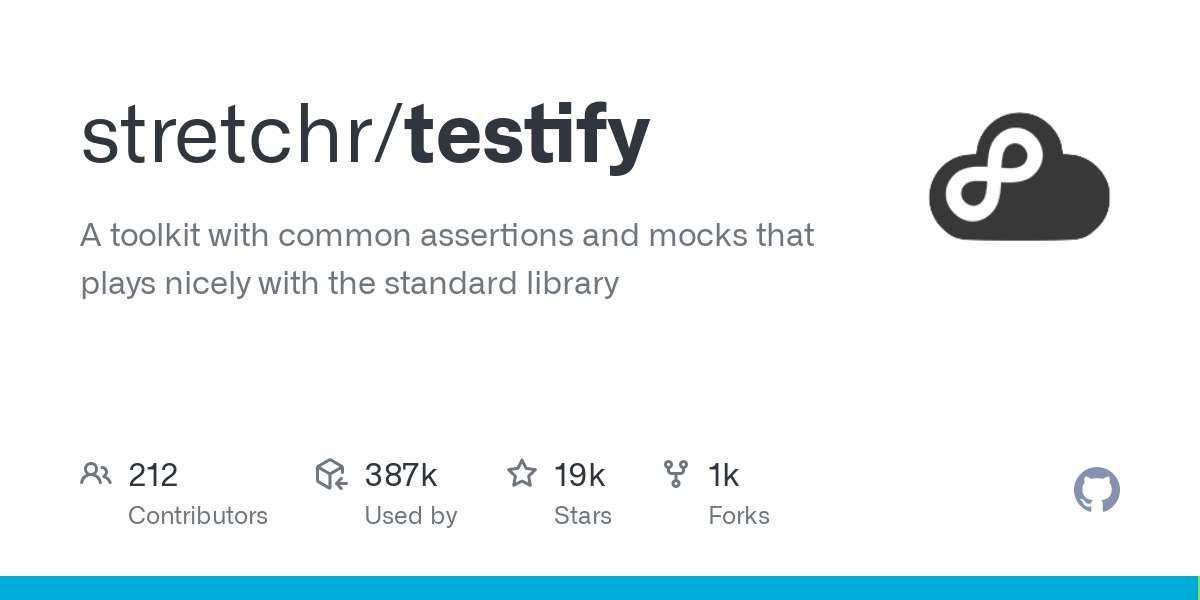 stretchr/testify
A toolkit with common assertions and mocks that
plays nicely with the standard library
212 387k 19k 1k
Contributors Used by Stars Forks